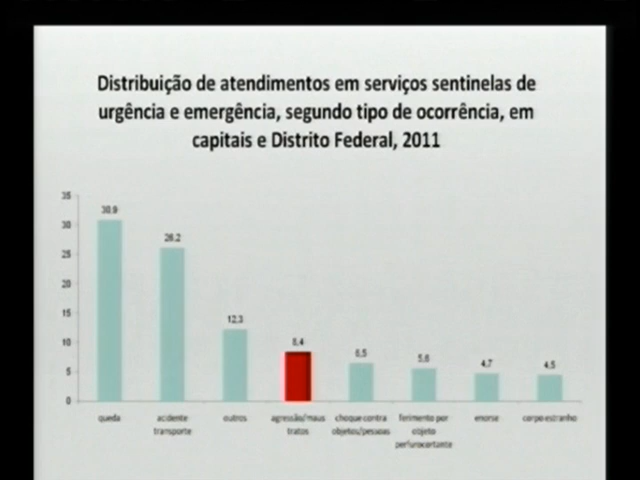 Distribuição de atendimentos em serviços sentinelas de
urgência e emergência, segundo tipo de ocorrência, em
capitais e Distrito Federal, 2011
35
30
25
20
15
10
5
0
30,9
26,2
12,3
8,4
6,5
5,6
4,7
4,5
queda
acidente
transporte
outros
agressão/maus
tratos
choque contra
objetos/pessoas
ferimento por
objeto
perfurocortante
corpo estranho